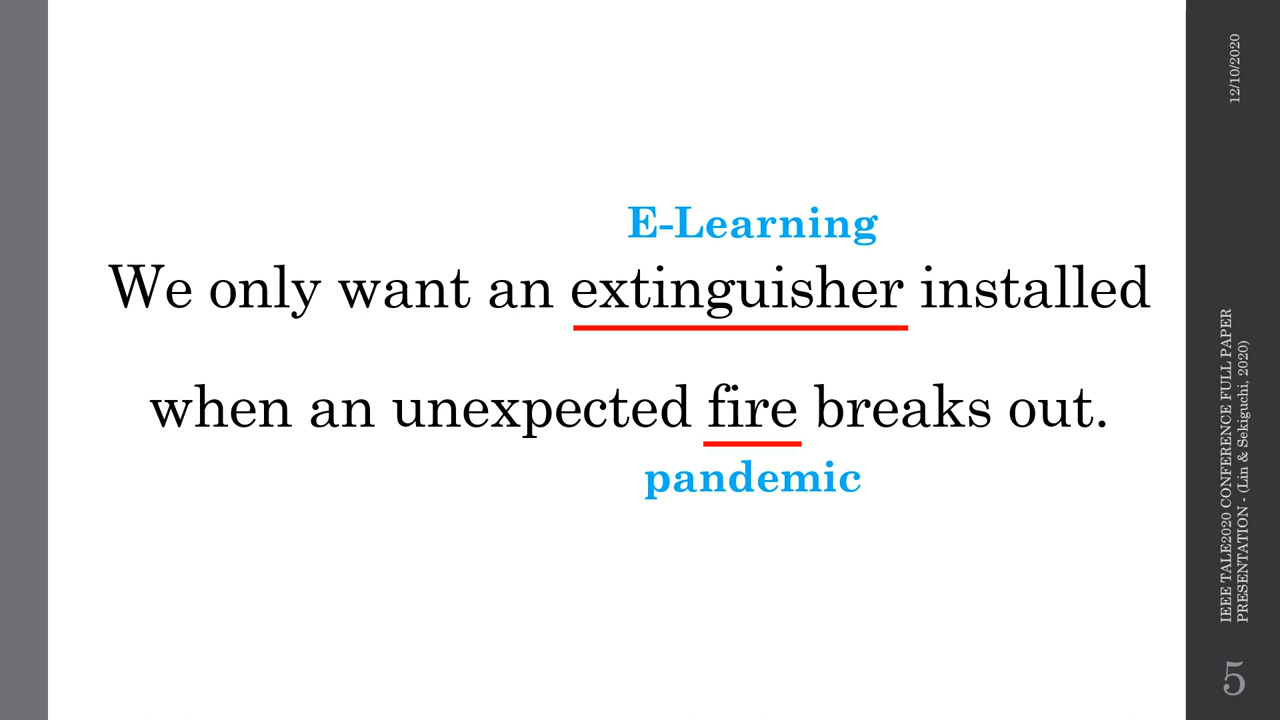 E-Learning
We only want an extinguisher installed
when an unexpected fire breaks out.
pandemic
12/10/2020
IEEE TALE2020 CONFERENCE FULL PAPER
PRESENTATION - (Lin & Sekiguchi, 2020)
5